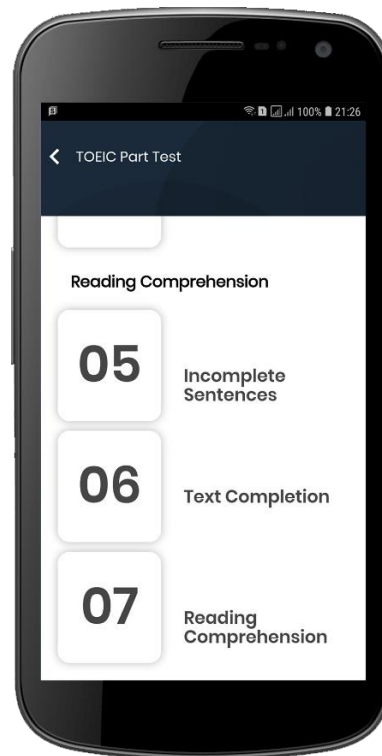 100% 21:26
TOEIC Part Test
Reading Comprehension
05
Incomplete
Sentences
06
Text Completion
07
Reading
Comprehension